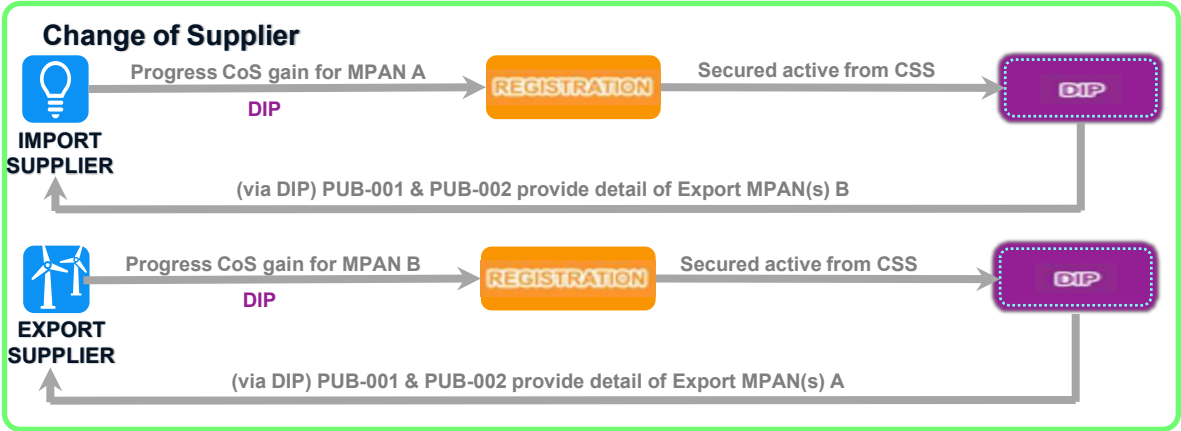 Change of Supplier
Progress CoS gain for MPAN A
DIP
REGISTRATION
Secured active from CSS
DIP
IMPORT
SUPPLIER
(via DIP) PUB-001 & PUB-002 provide detail of Export MPAN(s) B
Progress CoS gain for MPAN B
DIP
REGISTRATION
Secured active from CSS
DIP
EXPORT
SUPPLIER
(via DIP) PUB-001 & PUB-002 provide detail of Export MPAN(s) A